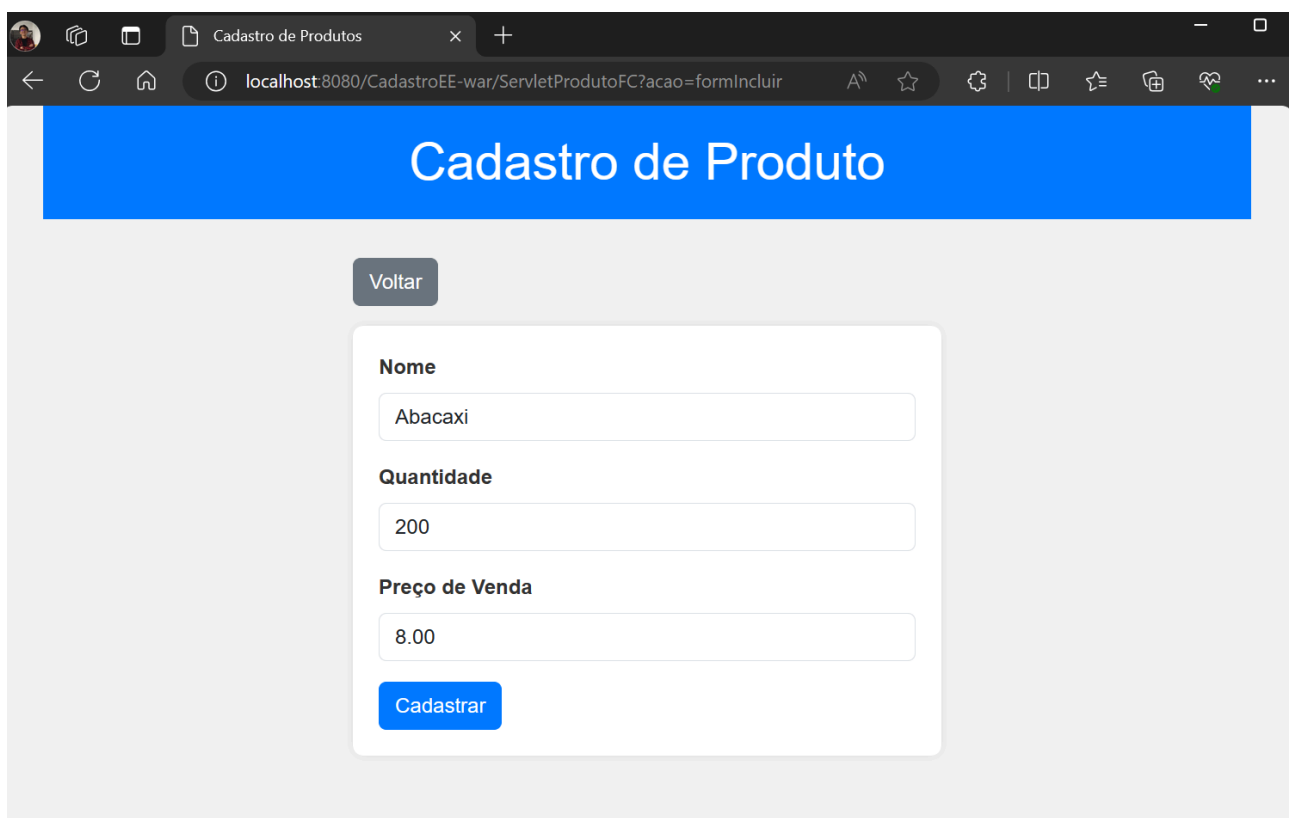 Cadastro de Produtos
localhost:8080/CadastroEE-war/ServletProdutoFC?acao=formIncluir
Cadastro de Produto
Voltar
Nome
Abacaxi
Quantidade
200
Preço de Venda
8.00
Cadastrar